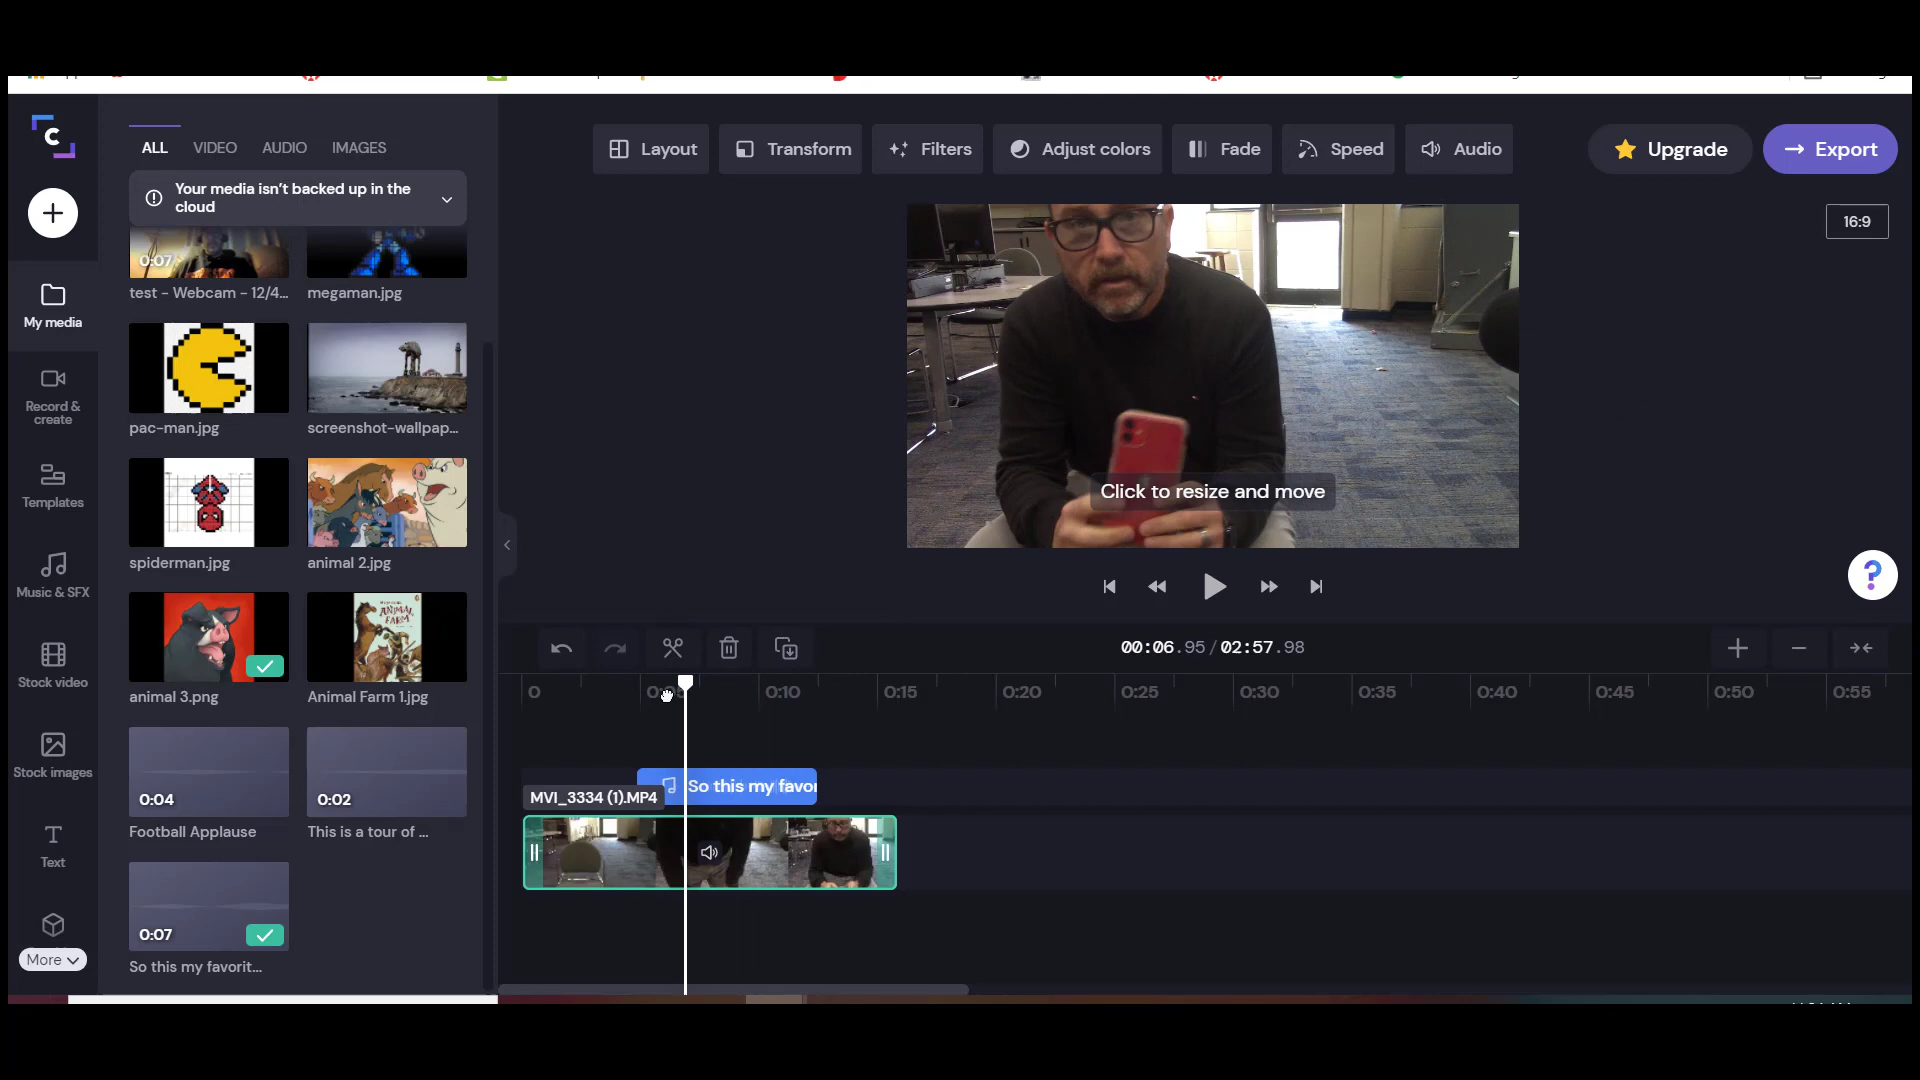 ALL VIDEO AUDIO IMAGES
Your media isn't backed up in the
cloud
0:07
test - Webcam - 12/4...
megaman.jpg
pac-man.jpg
screenshot-wallpap...
spiderman.jpg
animal 2.jpg
ANIMAL
FARM
animal 3.png
Animal Farm 1.jpg
0:04
0:02
Football Applause
This is a tour of ...
0:07
So this my favorit...
My media
Record &
create
Templates
Music & SFX
Stock video
Stock images
Text
More
Layout Transform Filters Adjust colors Fade Speed Audio
Upgrade
Export
16:9
Click to resize and move
?
00:06.95/02:57.98
0 0:05 0:10 0:15 0:20 0:25 0:30 0:35 0:40 0:45 0:50 0:55
So this my favor
MVI_3334 (1).MP4